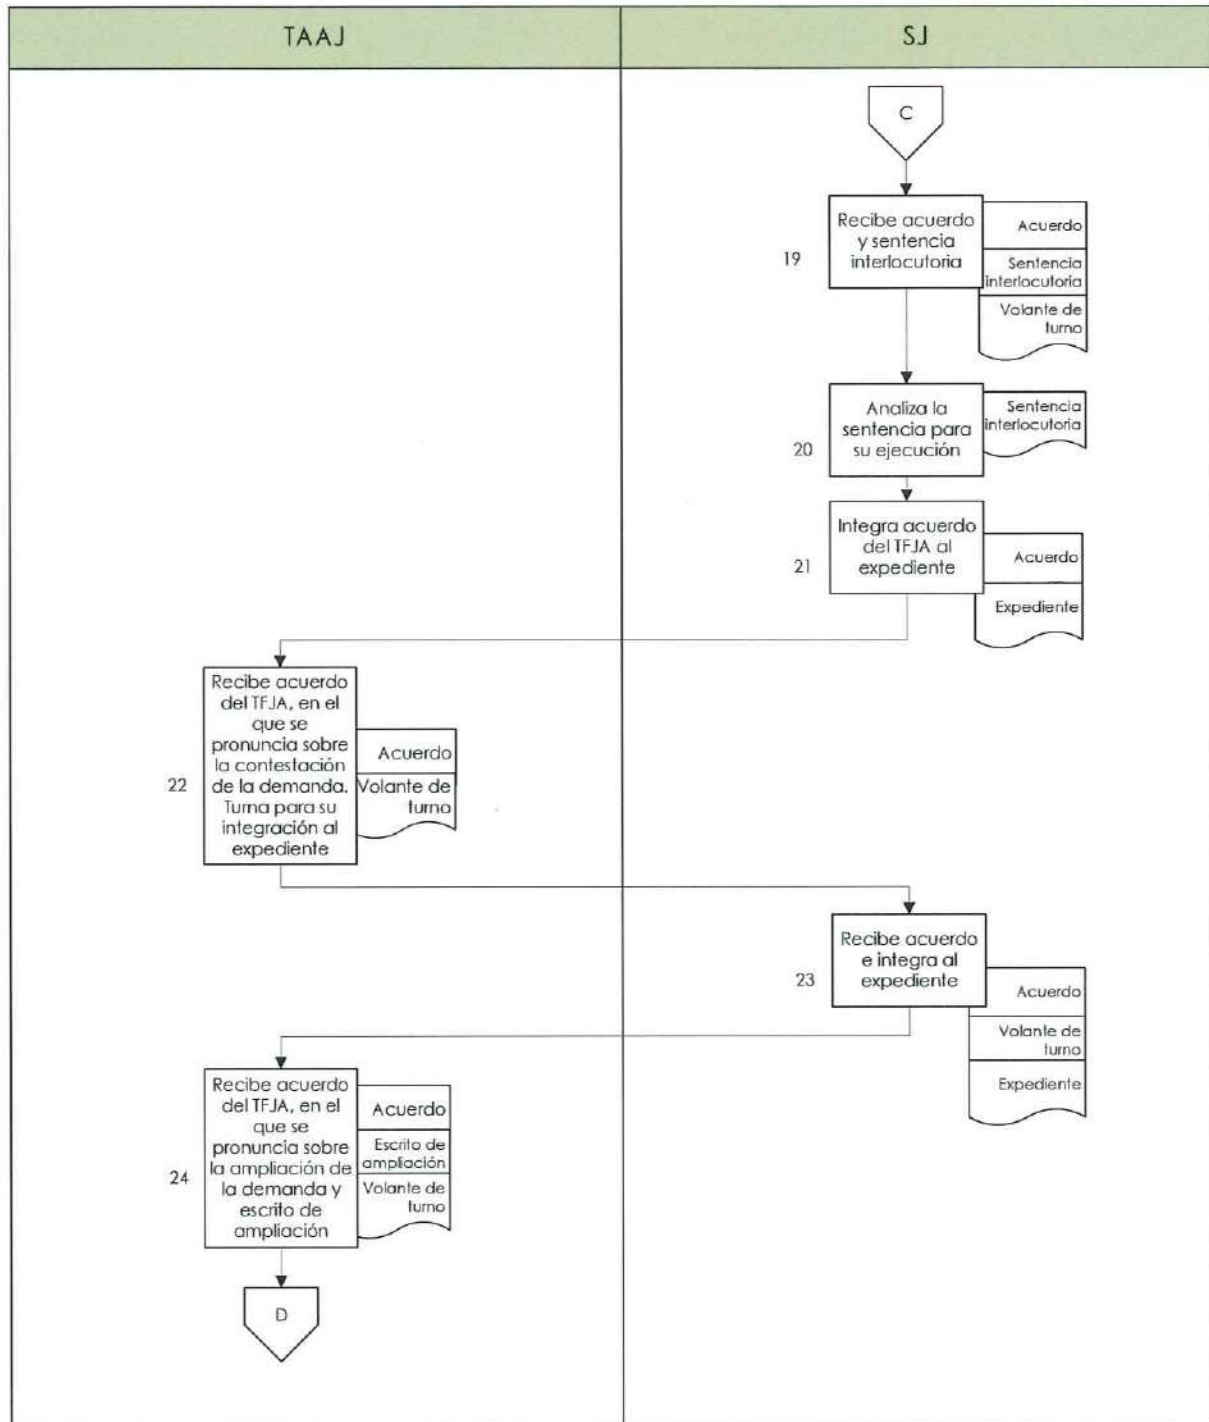 TAAJ
SJ
C
19
Recibe acuerdo
y sentencia
interlocutoria
Acuerdo
Sentencia
interlocutoria
Volante de
turno
20
Analiza la
sentencia para
su ejecución
Sentencia
interlocutoria
21
Integra acuerdo
del TFJA al
expediente
Acuerdo
Expediente
22
Recibe acuerdo
del TFJA, en el
que se
pronuncia sobre
la contestación
de la demanda.
Turna para su
integración al
expediente
Acuerdo
Volante de
turno
23
Recibe acuerdo
e integra al
expediente
Acuerdo
Volante de
turno
Expediente
24
Recibe acuerdo
del TFJA, en el
que se
pronuncia sobre
la ampliación de
la demanda y
escrito de
ampliación
Acuerdo
Escrito de
ampliación
Volante de
turno
D